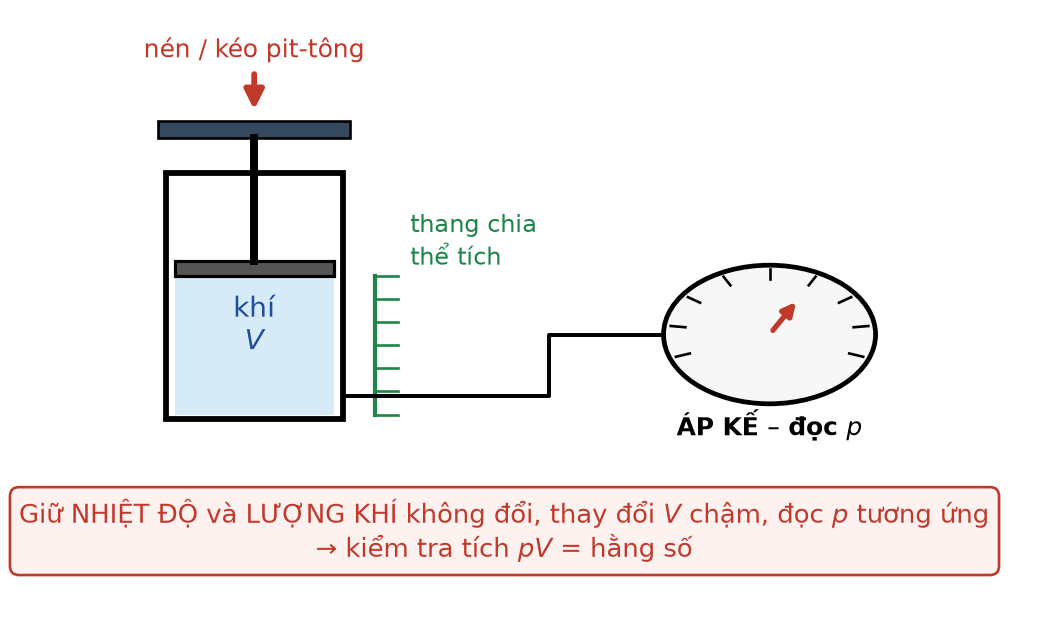 nén / kéo pit-tông
thang chia
thể tích
khí
V
ÁP KẾ – đọc p
Giữ NHIỆT ĐỘ và LƯỢNG KHÍ không đổi, thay đổi V chậm, đọc p tương ứng
→ kiểm tra tích pV = hằng số